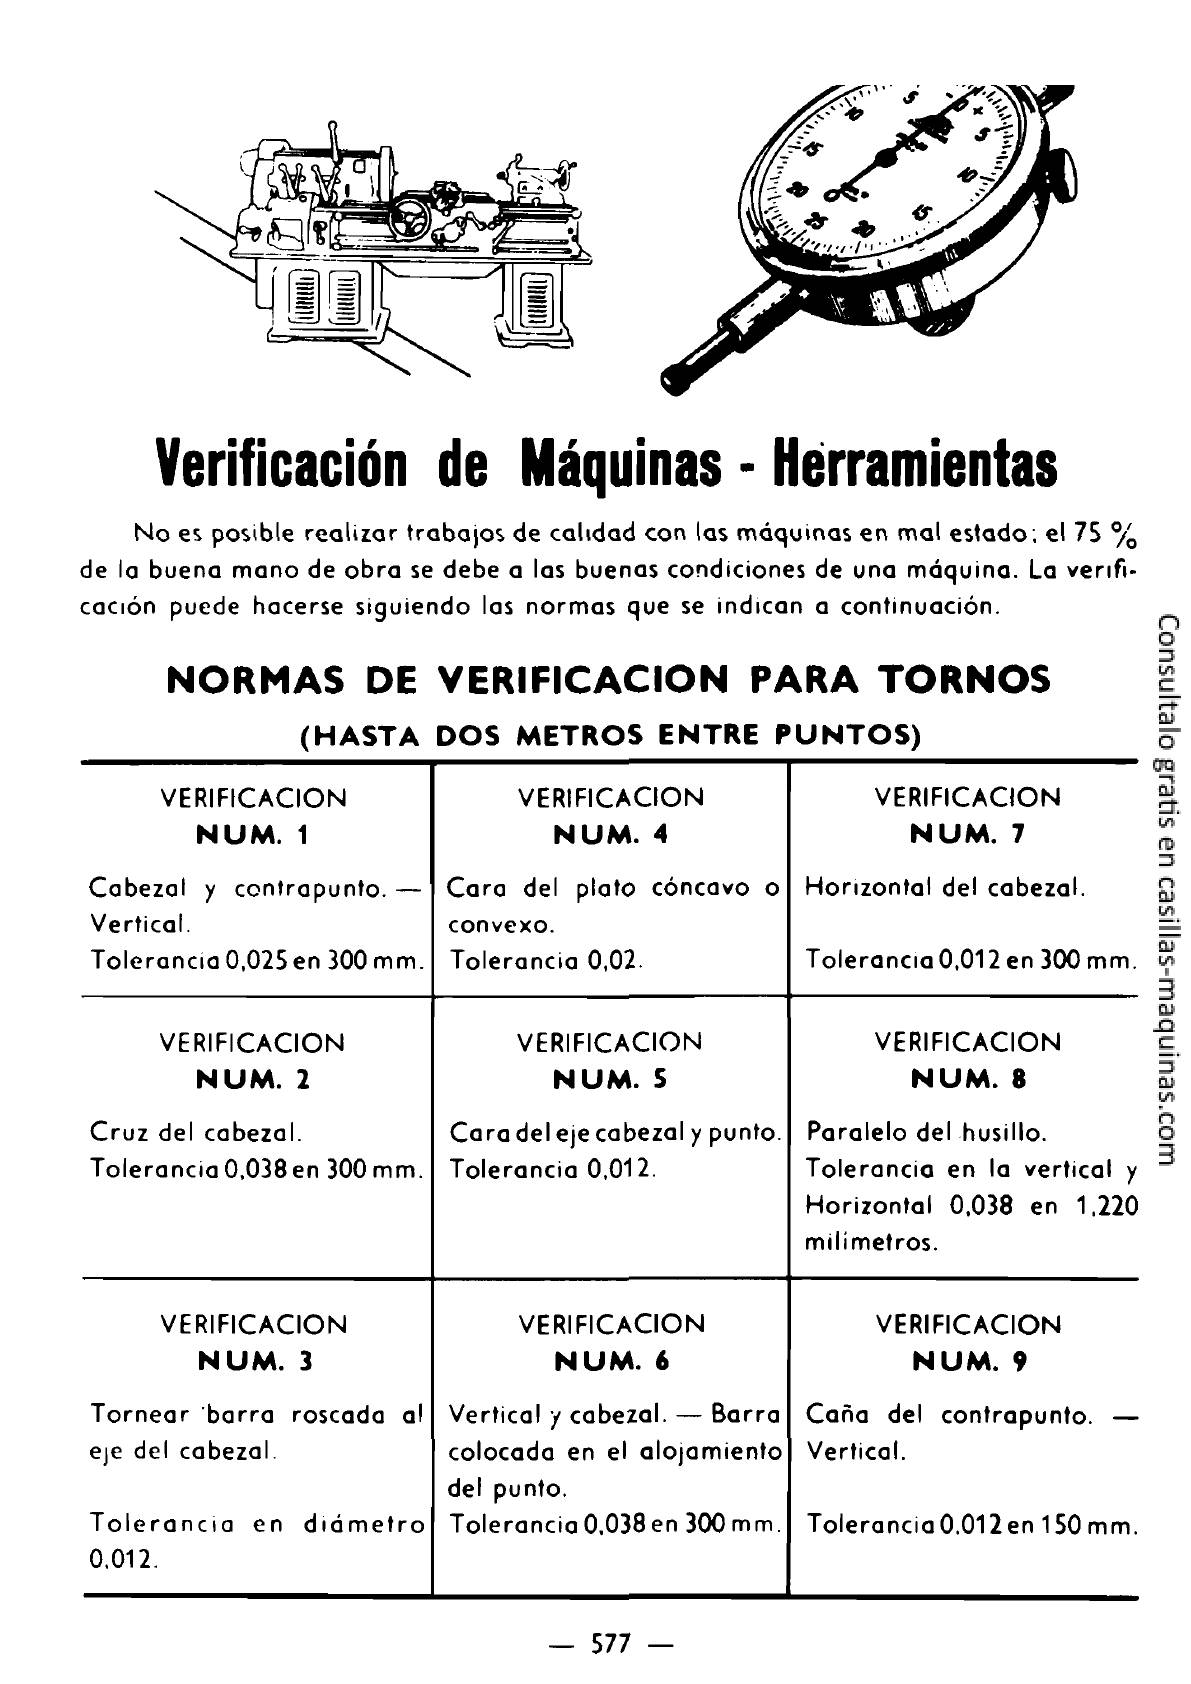 Verificación de Máquinas - Herramientas
No es posible realizar trabajos de calidad con las máquinas en mal estado; el 75 %
de la buena mano de obra se debe a las buenas condiciones de una máquina. La verifi-
cación puede hacerse siguiendo las normas que se indican a continuación.
NORMAS DE VERIFICACION PARA TORNOS
(HASTA DOS METROS ENTRE PUNTOS)
VERIFICACION
NUM. 1
Cabezal y contrapunto. —
Vertical.
Tolerancia 0,025 en 300 mm.
VERIFICACION
NUM. 4
Cara del plato cóncavo o
convexo.
Tolerancia 0,02.
VERIFICACION
NUM. 7
Horizontal del cabezal.
Tolerancia 0,012 en 300 mm.
VERIFICACION
NUM. 2
Cruz del cabezal.
Tolerancia 0,038 en 300 mm.
VERIFICACION
NUM. 5
Cara del eje cabezal y punto.
Tolerancia 0,012.
VERIFICACION
NUM. 8
Paralelo del husillo.
Tolerancia en la vertical y
Horizontal 0,038 en 1,220
milimetros.
VERIFICACION
NUM. 3
Tornear barra roscada al
eje del cabezal.
Tolerancia en diámetro
0,012.
VERIFICACION
NUM. 6
Vertical y cabezal. — Barra
colocada en el alojamiento
del punto.
Tolerancia 0,038 en 300 mm.
VERIFICACION
NUM. 9
Caña del contrapunto. —
Vertical.
Tolerancia 0,012 en 150 mm.
— 577 —
Consultalo gratis en casillas-maquinas.com